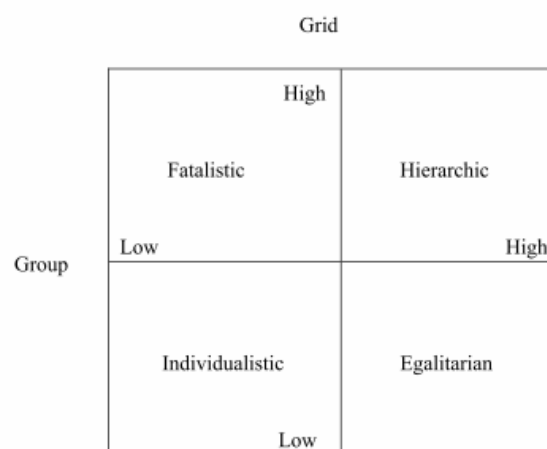 Grid
High
Fatalistic Hierarchic
Low High
Group
Individualistic Egalitarian
Low